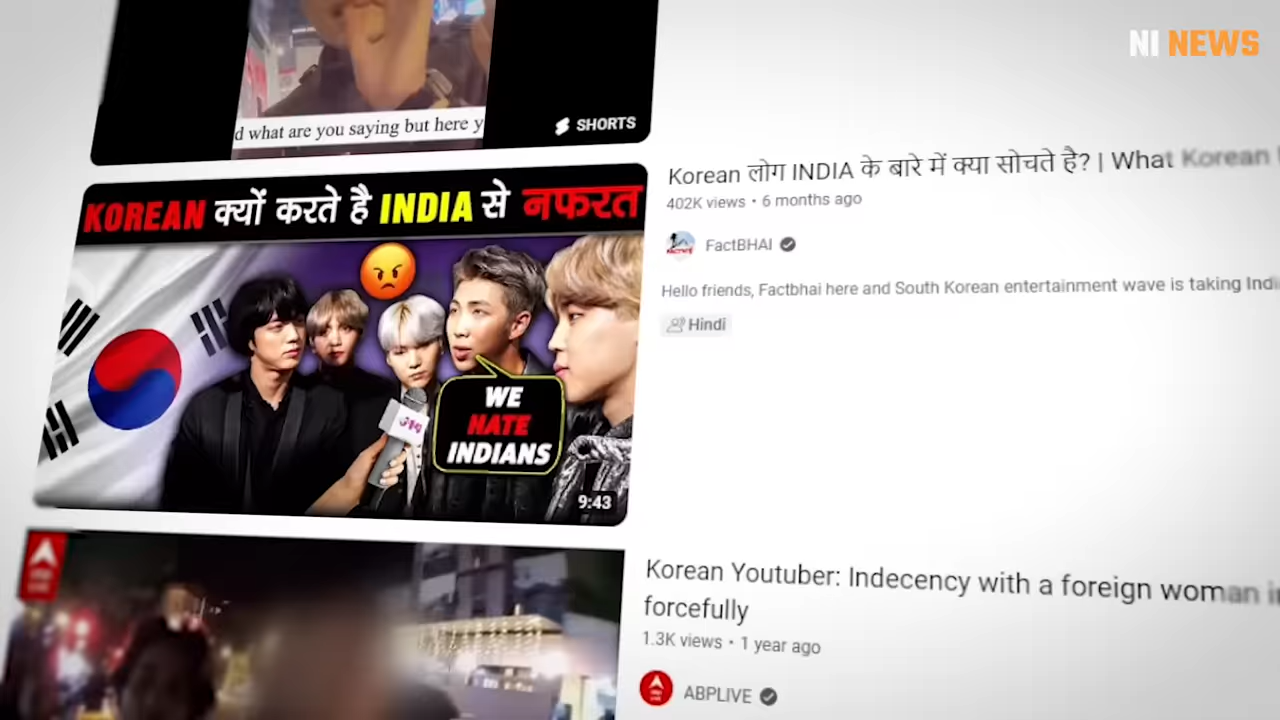 NI NEWS
d what are you saying but here y
SHORTS
KOREAN क्यों करते है INDIA से नफरत
WE
HATE
INDIANS
9:43
Korean लोग INDIA के बारे में क्या सोचते है? | What Korean
402K views • 6 months ago
FactBHAI
Hello friends, Factbhai here and South Korean entertainment wave is taking Indi
Hindi
Korean Youtuber: Indecency with a foreign woman in
forcefully
1.3K views • 1 year ago
ABPLIVE